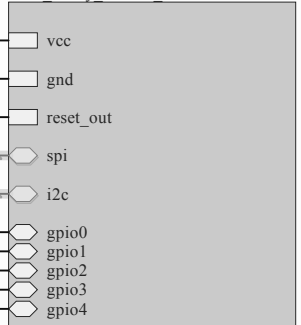 vcc
gnd
reset_out
spi
i2c
gpio0
gpio1
gpio2
gpio3
gpio4